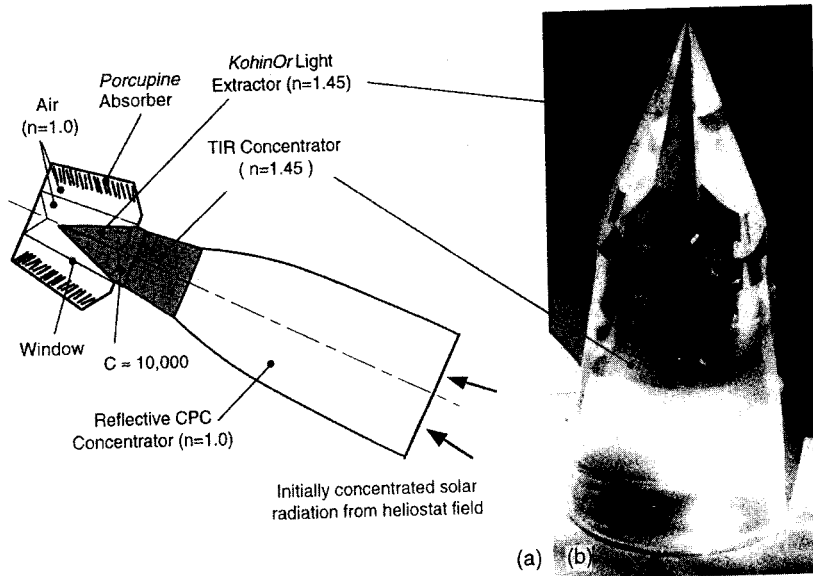 KohinOr Light
Extractor (n=1.45)
Porcupine
Absorber
Air
(n=1.0)
TIR Concentrator
( n=1.45 )
Window
C ≈ 10,000
Reflective CPC
Concentrator (n=1.0)
Initially concentrated solar
radiation from heliostat field
(a)
(b)